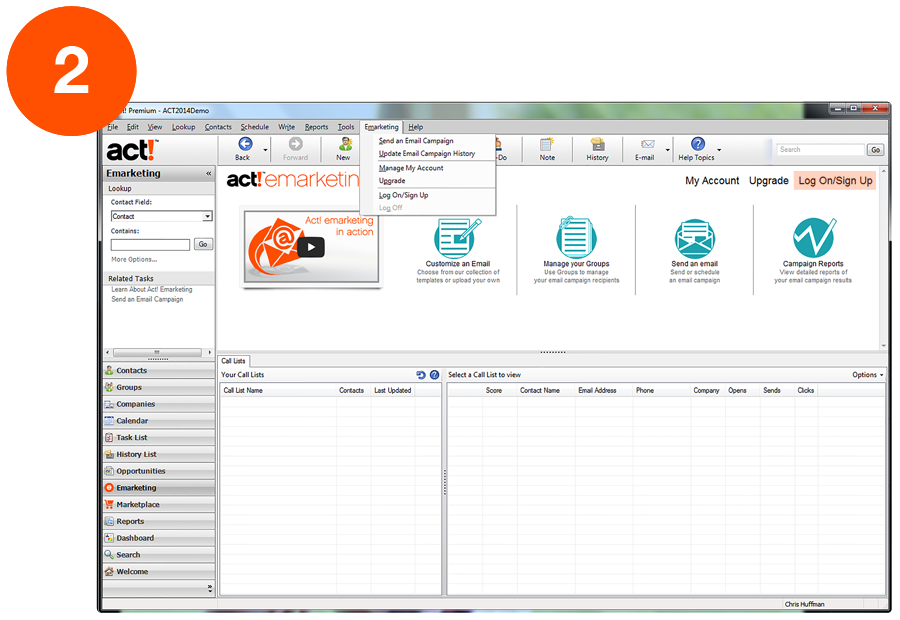 2
t! Premium - ACT2014Demo
File Edit View Lookup Contacts Schedule Write Reports Tools Emarketing Help
act!™
Back
Forward
New
-Do
Note
History
E-mail
Help Topics
Search
Go
Send an Email Campaign
Update Email Campaign History
Manage My Account
Upgrade
Log On/Sign Up
Log Off
Emarketing «
Lookup
Contact Field:
Contact
Contains:
Go
More Options...
Related Tasks
Learn About Act! Emarketing
Send an Email Campaign
act! emarketin
My Account Upgrade Log On/Sign Up
Act! emarketing
in action
Customize an Email
Choose from our collection of
templates or upload your own
Manage your Groups
Use Groups to manage
your email campaign recipients
Send an email
Send or schedule
an email campaign
Campaign Reports
View detailed reports of
your email campaign results
Contacts
Groups
Companies
Calendar
Task List
History List
Opportunities
Emarketing
Marketplace
Reports
Dashboard
Search
Welcome
»
Call Lists
Your Call Lists
Call List Name Contacts Last Updated
Select a Call List to view
Options
Score Contact Name Email Address Phone Company Opens Sends Clicks
Chris Huffman